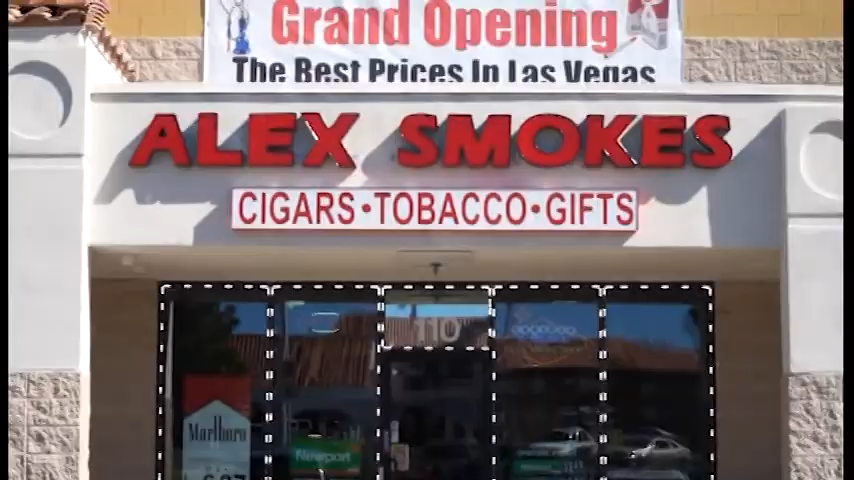 Grand Opening
The Best Prices In Las Vegas
ALEX SMOKES
CIGARS•TOBACCO•GIFTS
110
Marlboro
Newport